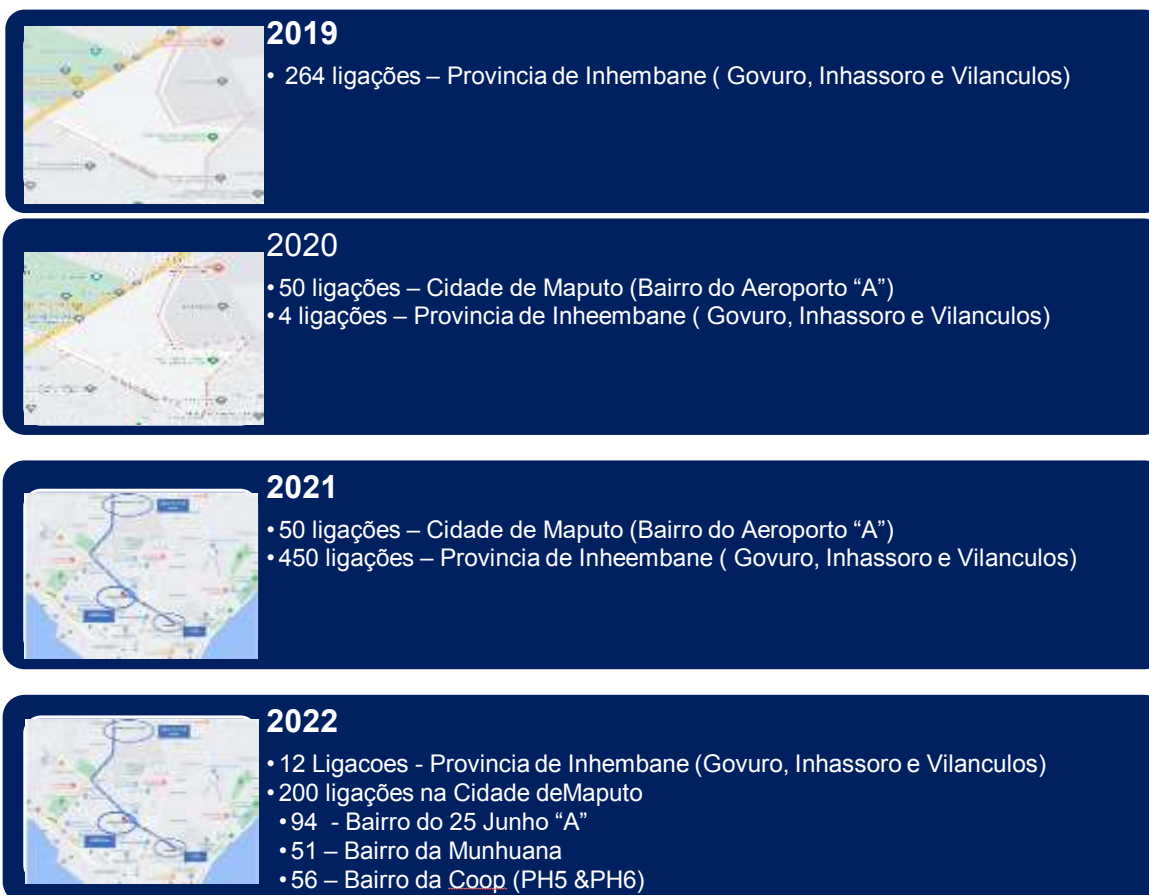 2019
• 264 ligações – Provincia de Inhembane ( Govuro, Inhassoro e Vilanculos)
2020
• 50 ligações – Cidade de Maputo (Bairro do Aeroporto “A”)
• 4 ligações – Provincia de Inheembane ( Govuro, Inhassoro e Vilanculos)
2021
• 50 ligações – Cidade de Maputo (Bairro do Aeroporto “A”)
• 450 ligações – Provincia de Inheembane ( Govuro, Inhassoro e Vilanculos)
2022
• 12 Ligacoes - Provincia de Inhembane (Govuro, Inhassoro e Vilanculos)
• 200 ligações na Cidade deMaputo
• 94 - Bairro do 25 Junho “A”
• 51 – Bairro da Munhuana
• 56 – Bairro da Coop (PH5 &PH6)